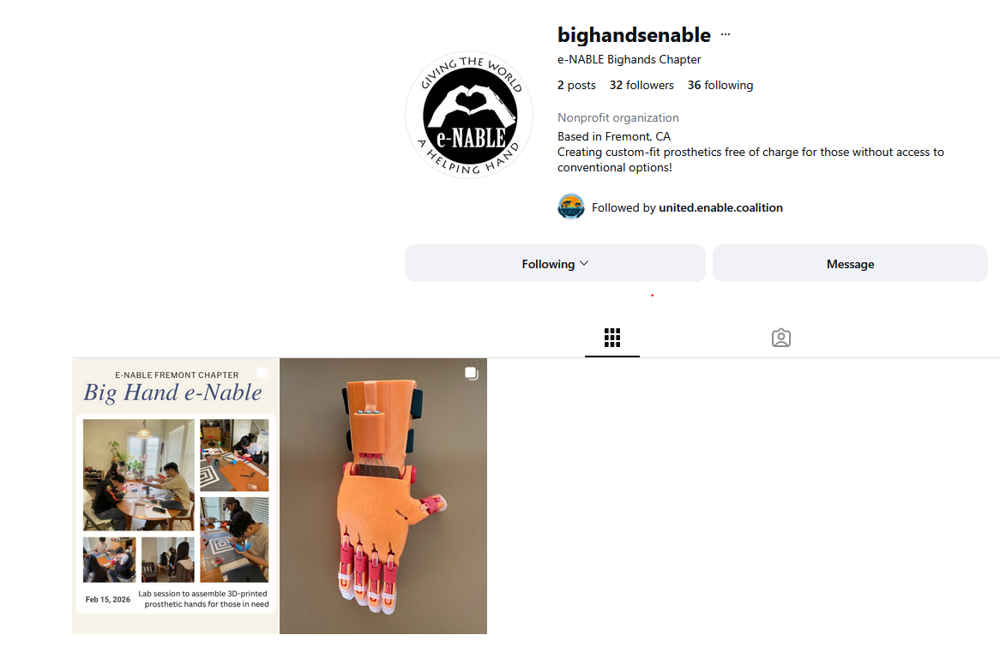 bighandsenable ...
e-NABLE Bighands Chapter
2 posts 32 followers 36 following
Nonprofit organization
Based in Fremont, CA
Creating custom-fit prosthetics free of charge for those without access to
conventional options!
GIVING THE WORLD
e-NABLE
A HELPING HAND
Followed by united.enable.coalition
Following
Message
E-NABLE FREMONT CHAPTER
Big Hand e-Nable
Feb 15, 2026
Lab session to assemble 3D-printed
prosthetic hands for those in need